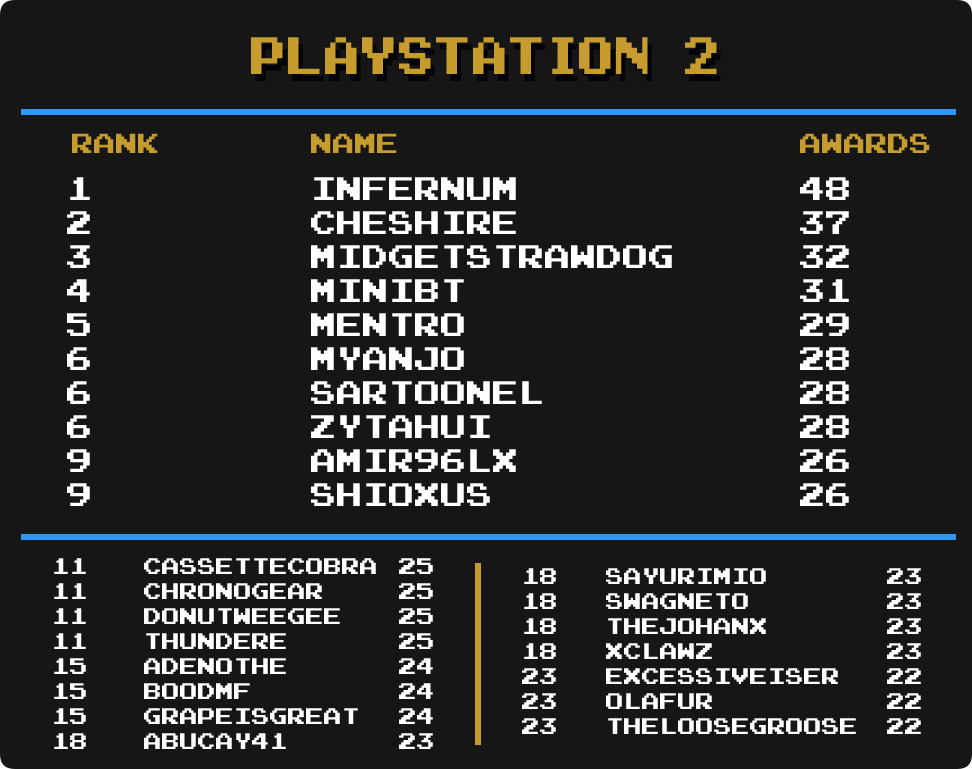 PLAYSTATION 2
RANK NAME AWARDS
1 INFERNUM 48
2 CHESHIRE 37
3 MIDGETSTRAWDOG 32
4 MINIBT 31
5 MENTRO 29
6 MYANJO 28
6 SARTOONEL 28
6 ZYTAHUI 28
9 AMIR96LX 26
9 SHIOXUS 26
11 CASSETTECOBRA 25
11 CHRONOGEAR 25
11 DONUTWEEGEE 25
11 THUNDERE 25
15 ADENOTHE 24
15 BOODMF 24
15 GRAPEISGREAT 24
18 ABUCAY41 23
18 SAYURIMIO 23
18 SWAGNETO 23
18 THEJOHANX 23
18 XCLAWZ 23
23 EXCESSIVEISER 22
23 OLAFUR 22
23 THELOOSEGROOSE 22